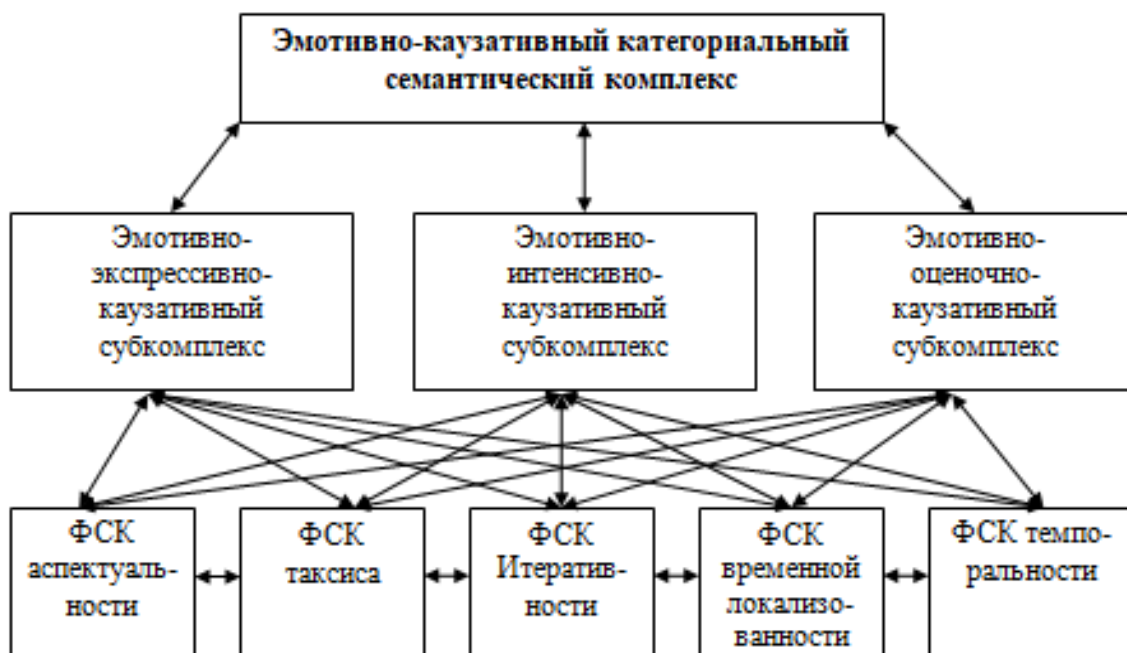 Эмотивно-каузативный категориальный
семантический комплекс
Эмотивно-
экспрессивно-
каузативный
субкомплекс
Эмотивно-
интенсивно-
каузативный
субкомплекс
Эмотивно-
оценочно-
каузативный
субкомплекс
ФСК
аспектуаль-
ности
ФСК
таксиса
ФСК
Итератив-
ности
ФСК
временной
локализо-
ванности
ФСК темпо-
ральности